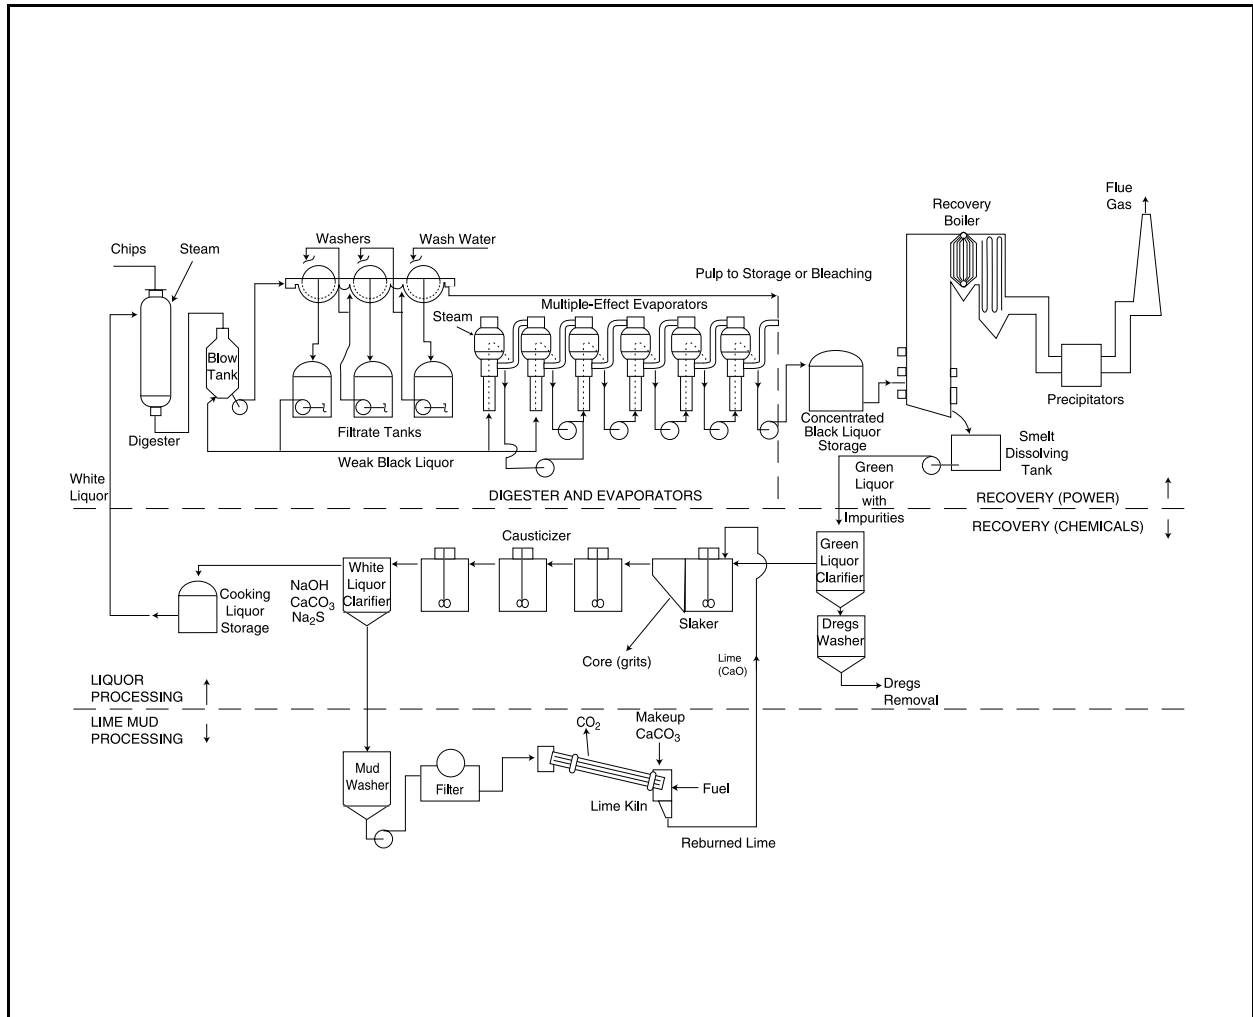 Flue
Gas
Recovery
Boiler
Chips
Steam
Washers
Wash Water
Pulp to Storage or Bleaching
Multiple-Effect Evaporators
Steam
Blow
Tank
Precipitators
Digester
Filtrate Tanks
Concentrated
Black Liquor
Storage
Weak Black Liquor
Smelt
Dissolving
Tank
White
Liquor
Green
Liquor
with
Impurities
DIGESTER AND EVAPORATORS
RECOVERY (POWER)
RECOVERY (CHEMICALS)
Causticizer
Green
Liquor
Clarifier
White
Liquor
Clarifier
NaOH
CaCO3
Na2S
Cooking
Liquor
Storage
Slaker
Dregs
Washer
Core (grits)
Lime
(CaO)
Dregs
Removal
LIQUOR
PROCESSING
LIME MUD
PROCESSING
CO2
Makeup
CaCO3
Mud
Washer
Filter
Fuel
Lime Kiln
Reburned Lime